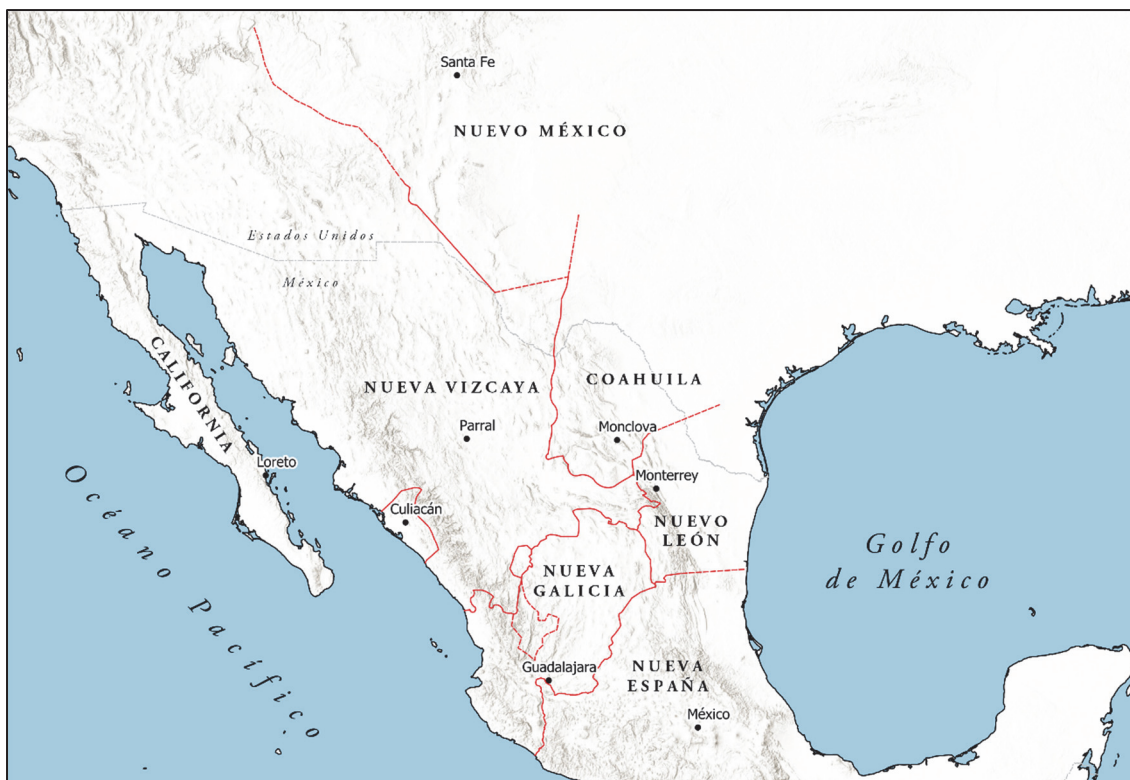 Santa Fe
NUEVO MÉXICO
Estados Unidos
México
CALIFORNIA
NUEVA VIZCAYA
COAHUILA
Parral
Monclova
Loreto
Monterrey
Culiacán
NUEVO
LEÓN
Océano Pacífico
Golfo
de México
NUEVA
GALICIA
Guadalajara
NUEVA
ESPAÑA
México